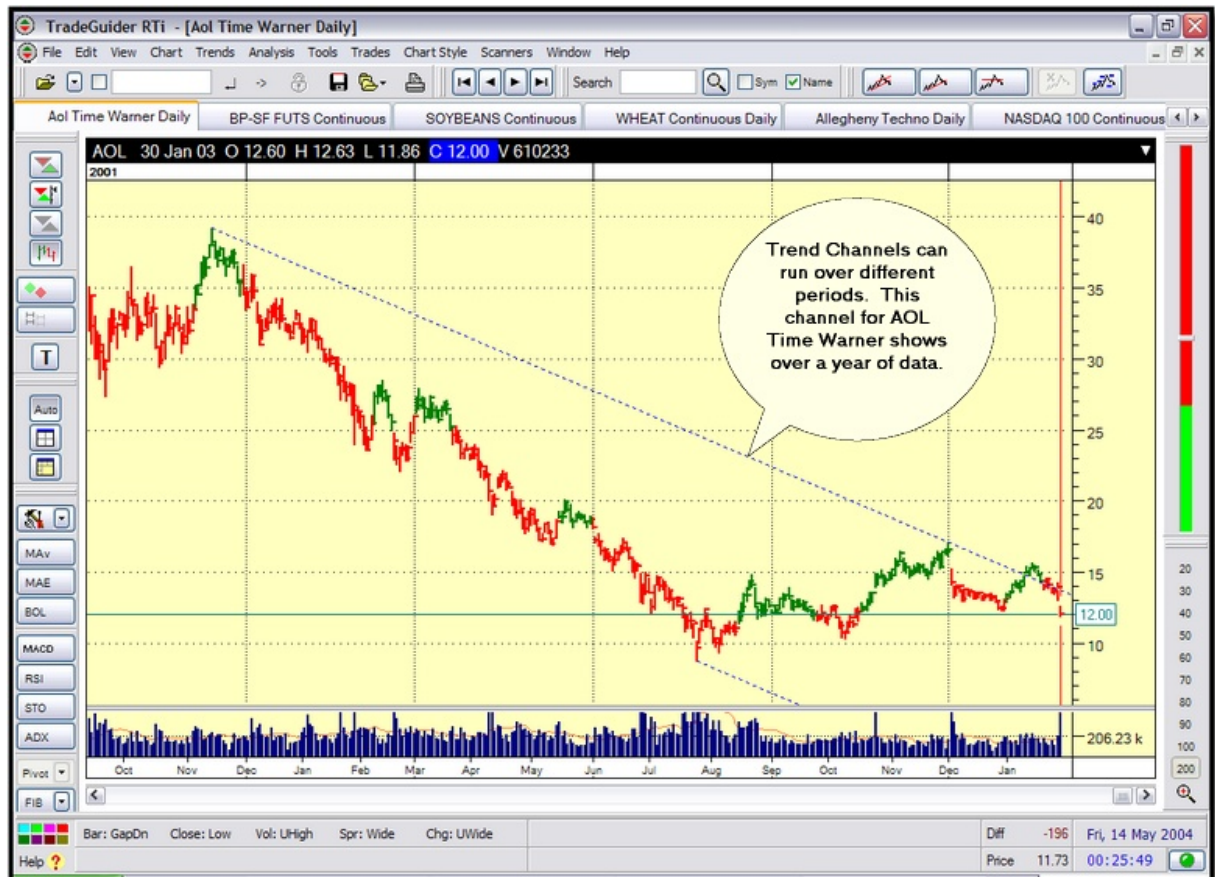 TradeGuider RTi - [Aol Time Warner Daily]
File Edit View Chart Trends Analysis Tools Trades Chart Style Scanners Window Help
Search Sym Name
Aol Time Warner Daily BP-SF FUTS Continuous SOYBEANS Continuous WHEAT Continuous Daily Allegheny Techno Daily NASDAQ 100 Continuous
AOL 30 Jan 03 O 12.60 H 12.63 L 11.86 C 12.00 V 610233
2001
Trend Channels can
run over different
periods. This
channel for AOL
Time Warner shows
over a year of data.
40
35
30
25
20
15
12.00
10
206.23 k
Oct Nov Dec Jan Feb Mar Apr May Jun Jul Aug Sep Oct Nov Dec Jan
T
Auto
MAv
MAE
BOL
MACD
RSI
STO
ADX
Pivot
FIB
20
30
40
50
60
70
80
90
100
200
Bar: GapDn Close: Low Vol: UHigh Spr: Wide Chg: UWide Diff -196 Fri, 14 May 2004
Help ? Price 11.73 00:25:49